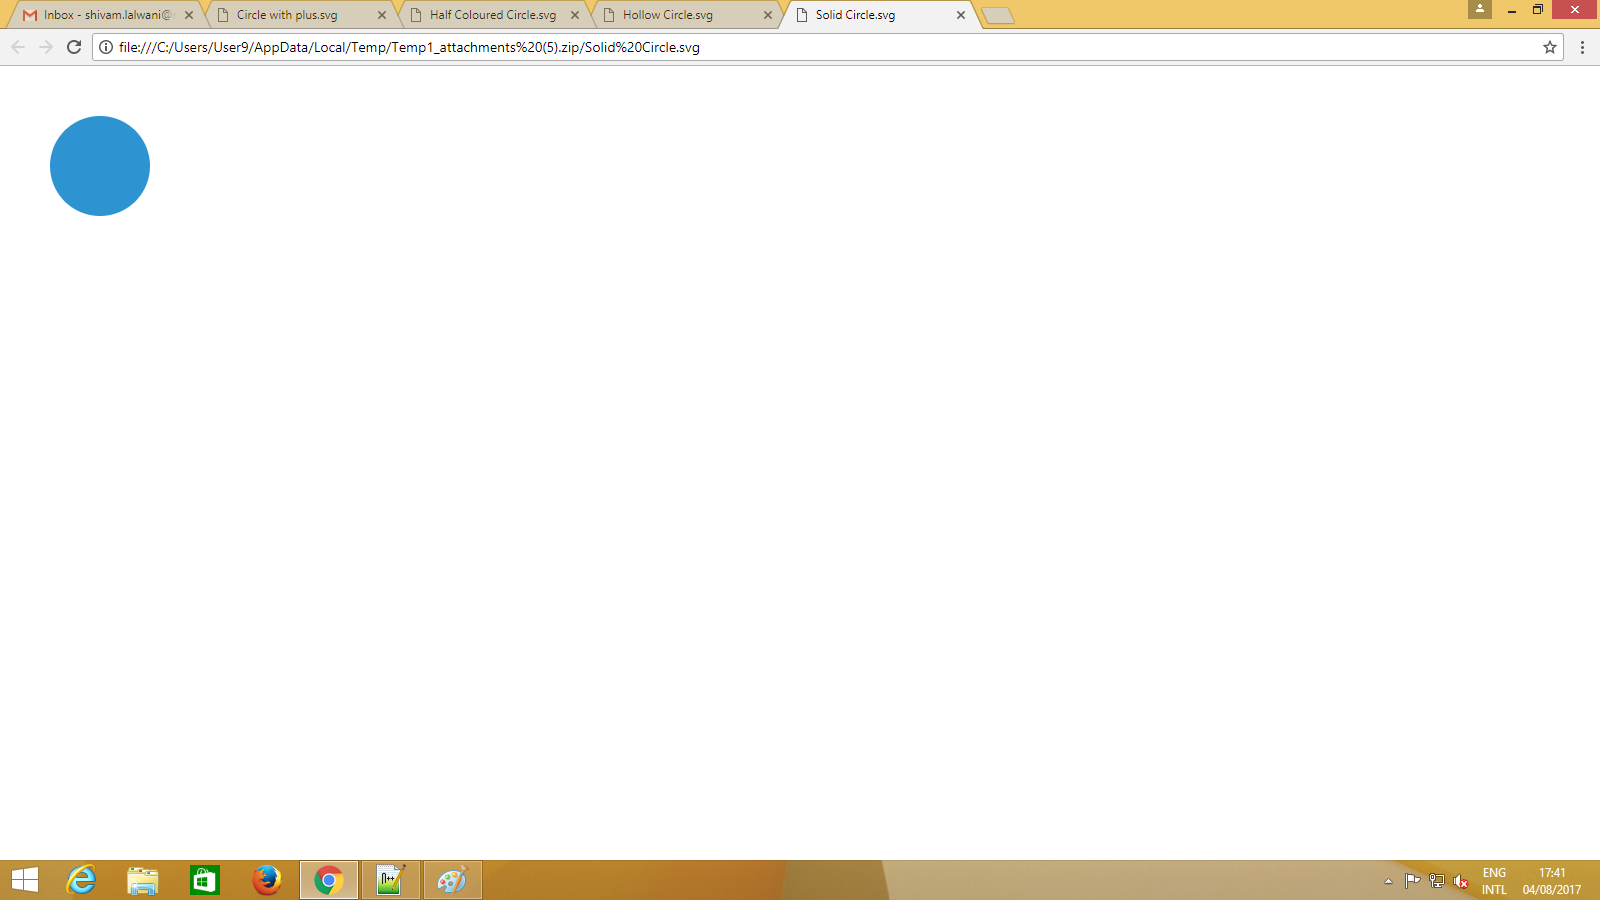 Inbox - shivam.lalwani@
Circle with plus.svg
Half Coloured Circle.svg
Hollow Circle.svg
Solid Circle.svg
file:///C:/Users/User9/AppData/Local/Temp/Temp1_attachments%20(5).zip/Solid%20Circle.svg
ENG
INTL
17:41
04/08/2017